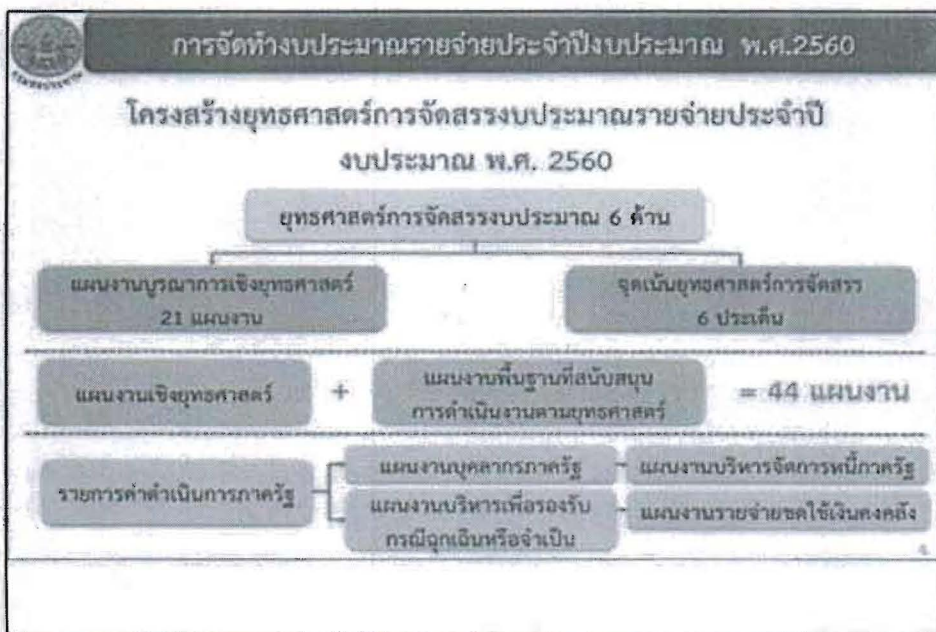 การจัดทำงบประมาณรายจ่ายประจำปีงบประมาณ พ.ศ.2560
โครงสร้างยุทธศาสตร์การจัดสรรงบประมาณรายจ่ายประจำปี
งบประมาณ พ.ศ. 2560
ยุทธศาสตร์การจัดสรรงบประมาณ 6 ด้าน
แผนงานบูรณาการเชิงยุทธศาสตร์
21 แผนงาน
จุดเน้นยุทธศาสตร์การจัดสรร
6 ประเด็น
แผนงานเชิงยุทธศาสตร์
+
แผนงานพื้นฐานที่สนับสนุน
การดำเนินงานตามยุทธศาสตร์
= 44 แผนงาน
รายการค่าดำเนินการภาครัฐ
แผนงานบุคลากรภาครัฐ
แผนงานบริหารจัดการหนี้ภาครัฐ
แผนงานบริหารเพื่อรองรับ
กรณีฉุกเฉินหรือจำเป็น
แผนงานรายจ่ายชดใช้เงินคงคลัง